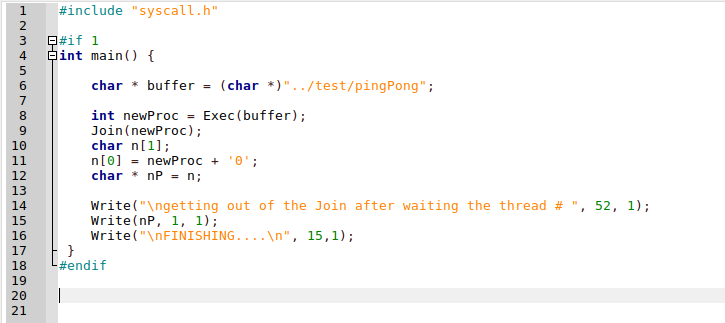 1 #include "syscall.h"
2
3 #if 1
4 int main() {
5
6     char * buffer = (char *)"../test/pingPong";
7
8     int newProc = Exec(buffer);
9     Join(newProc);
10     char n[1];
11     n[0] = newProc + '0';
12     char * nP = n;
13
14     Write("\ngetting out of the Join after waiting the thread # ", 52, 1);
15     Write(nP, 1, 1);
16     Write("\nFINISHING....\n", 15,1);
17 }
18 #endif
19
20
21